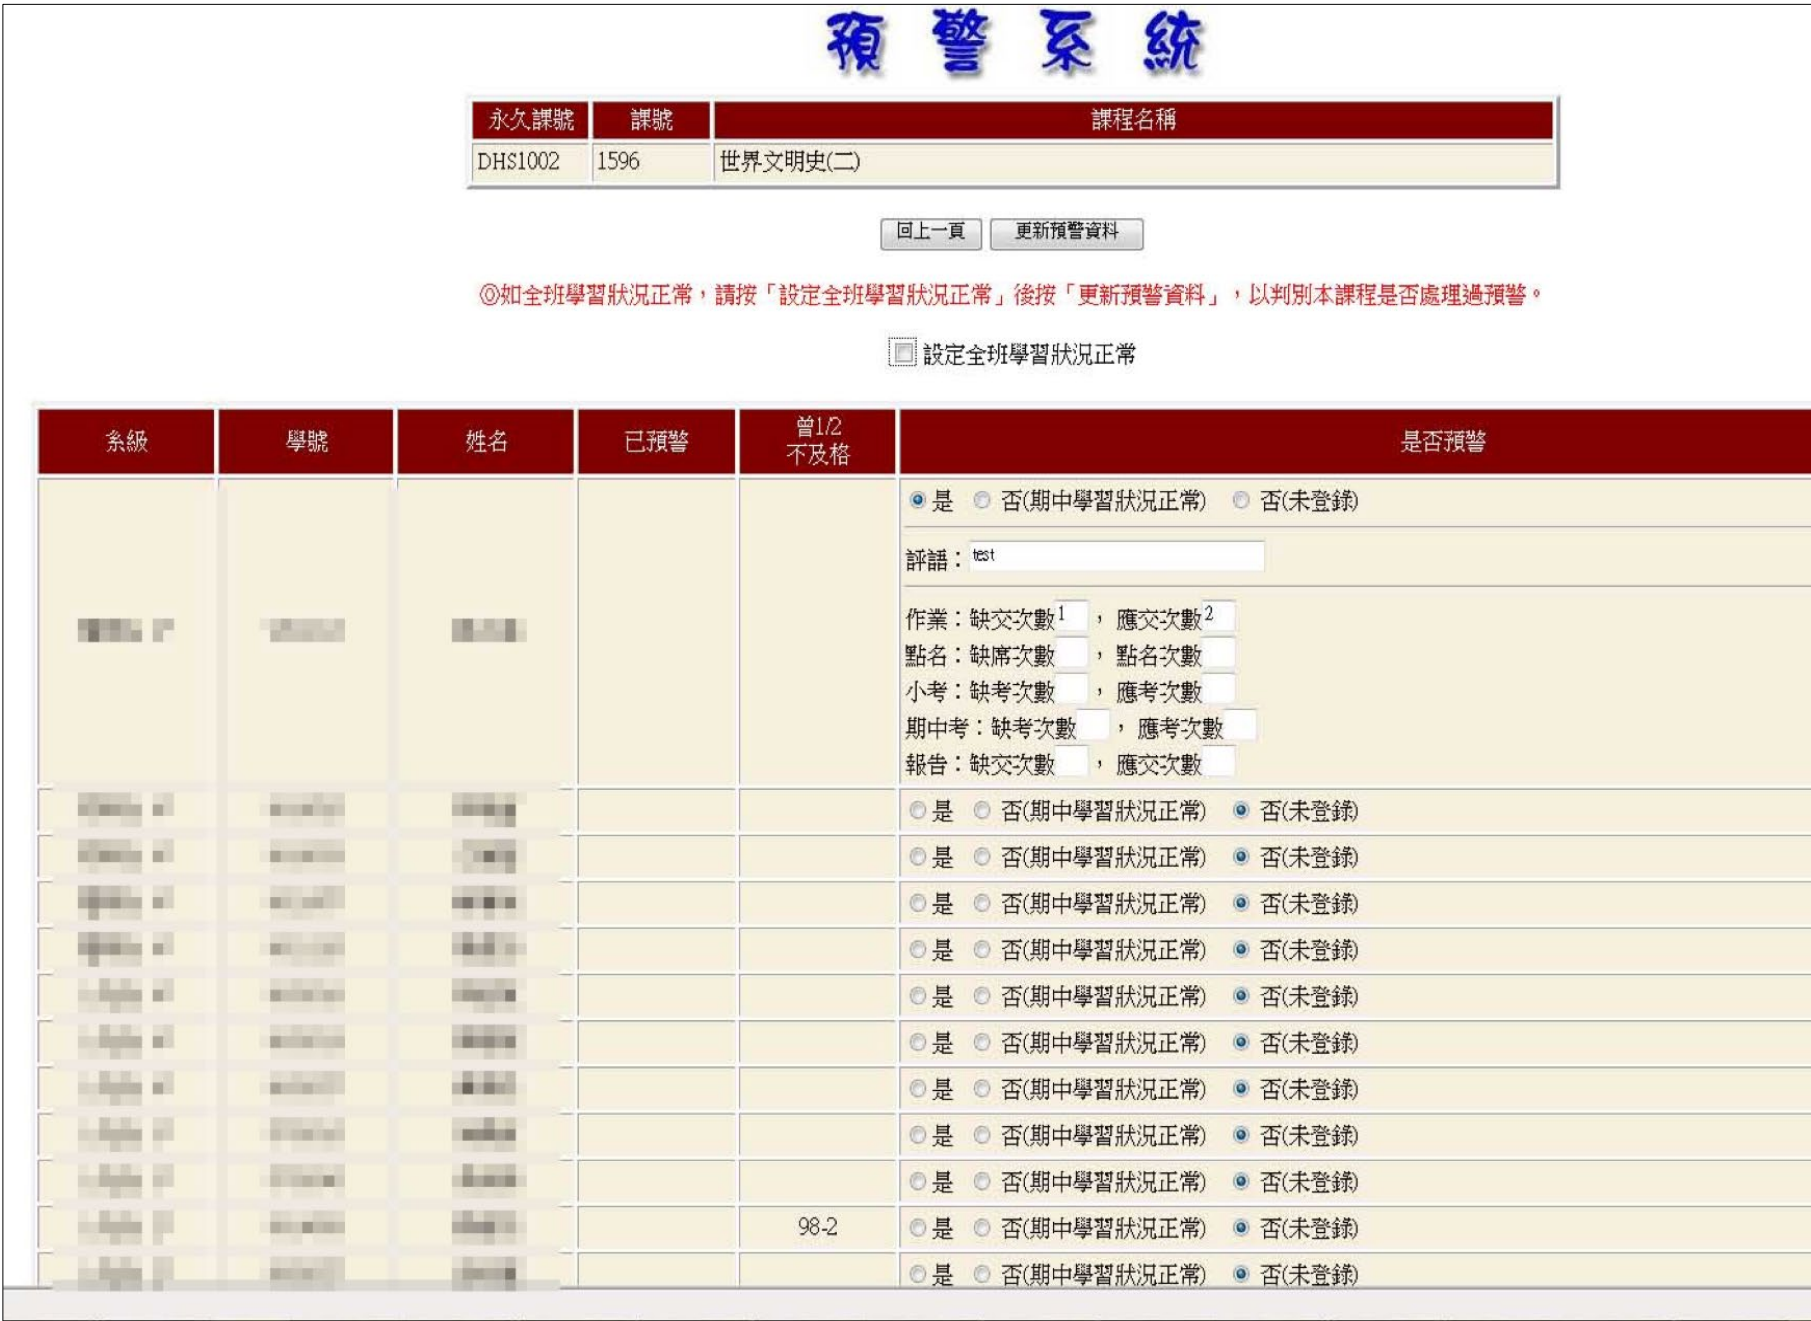 預警系統
永久課號 課號 課程名稱
DHS1002 1596 世界文明史(二)
回上一頁 更新預警資料
◎如全班學習狀況正常，請按「設定全班學習狀況正常」後按「更新預警資料」，以判別本課程是否處理過預警。
設定全班學習狀況正常
系級 學號 姓名 已預警 曾1/2 是否預警
不及格
是 否(期中學習狀況正常) 否(未登錄)
評語：test
作業：缺交次數1，應交次數2
點名：缺席次數，點名次數
小考：缺考次數，應考次數
期中考：缺考次數，應考次數
報告：缺交次數，應交次數
是 否(期中學習狀況正常) 否(未登錄)
是 否(期中學習狀況正常) 否(未登錄)
是 否(期中學習狀況正常) 否(未登錄)
是 否(期中學習狀況正常) 否(未登錄)
是 否(期中學習狀況正常) 否(未登錄)
是 否(期中學習狀況正常) 否(未登錄)
是 否(期中學習狀況正常) 否(未登錄)
是 否(期中學習狀況正常) 否(未登錄)
是 否(期中學習狀況正常) 否(未登錄)
98-2 是 否(期中學習狀況正常) 否(未登錄)
是 否(期中學習狀況正常) 否(未登錄)